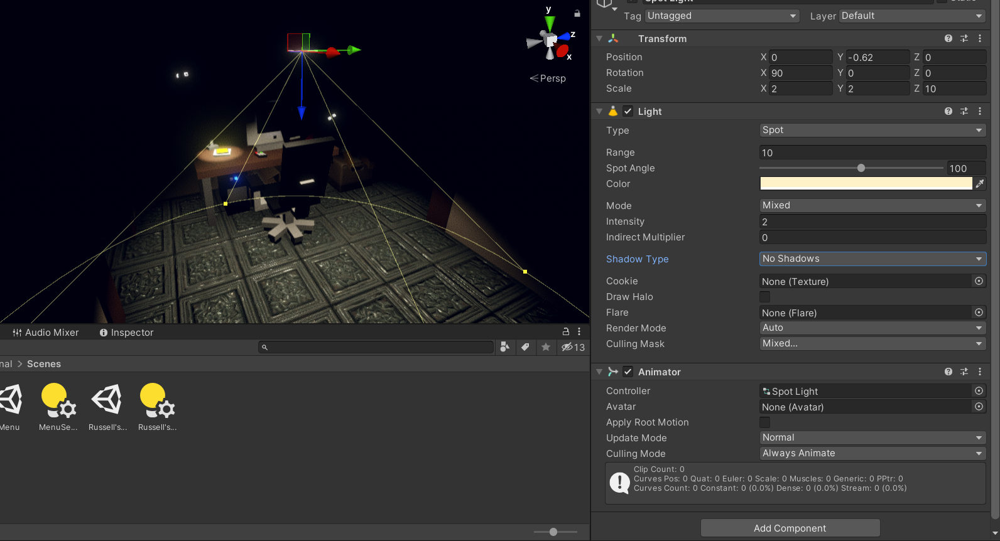 Spot Light
Static
Tag Untagged Layer Default
Transform
Position X 0 Y -0.62 Z 0
Rotation X 90 Y 0 Z 0
Scale X 2 Y 2 Z 10
Light
Type Spot
Range 10
Spot Angle 100
Color
Mode Mixed
Intensity 2
Indirect Multiplier 0
Shadow Type No Shadows
Cookie None (Texture)
Draw Halo
Flare None (Flare)
Render Mode Auto
Culling Mask Mixed...
Animator
Controller Spot Light
Avatar None (Avatar)
Apply Root Motion
Update Mode Normal
Culling Mode Always Animate
Clip Count: 0
Curves Pos: 0 Quat: 0 Euler: 0 Scale: 0 Muscles: 0 Generic: 0 PPtr: 0
Curves Count: 0 Constant: 0 (0.0%) Dense: 0 (0.0%) Stream: 0 (0.0%)
Add Component
y
z
x
Persp
Audio Mixer Inspector
13
nal > Scenes
Menu MenuSe... Russell's... Russell's...